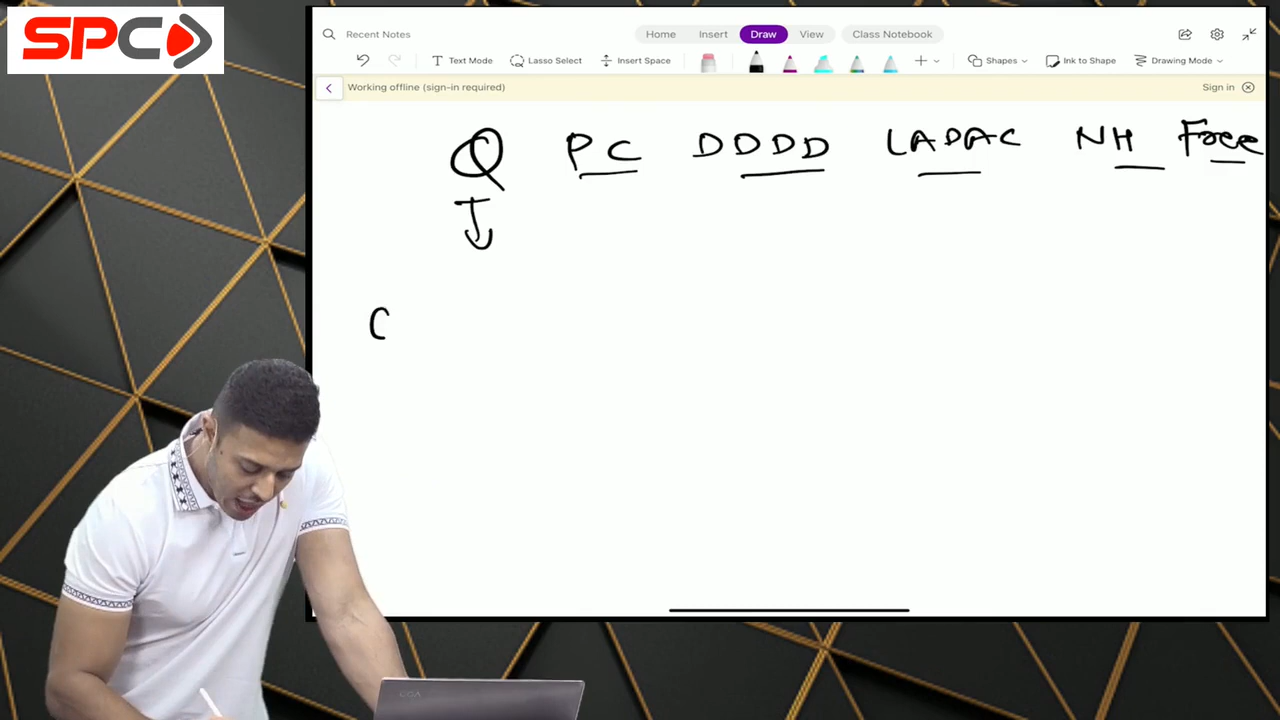 SPC
Recent Notes
Home Insert Draw View Class Notebook
Text Mode Lasso Select Insert Space Shapes Ink to Shape Drawing Mode
Working offline (sign-in required) Sign in
Q PC DDDD LADAC NH Free
C